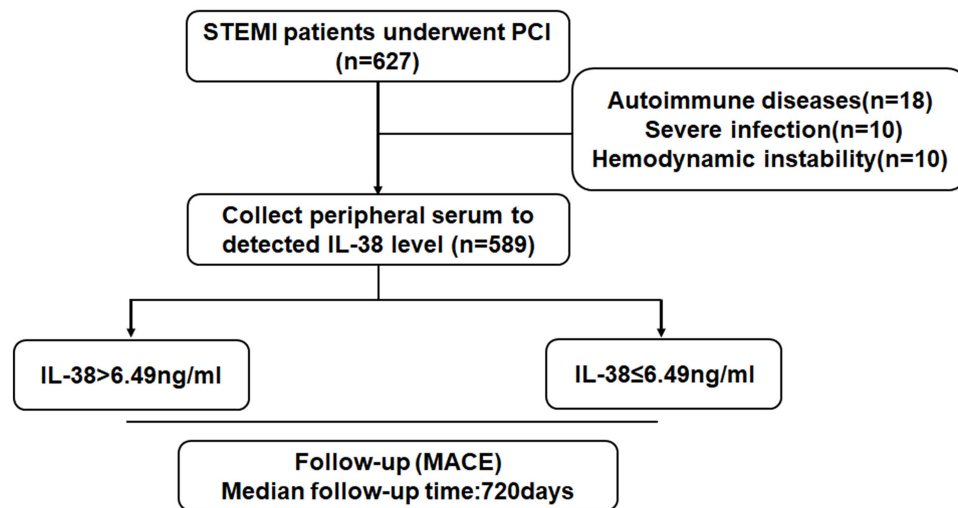 STEMI patients underwent PCI
(n=627)
Autoimmune diseases(n=18)
Severe infection(n=10)
Hemodynamic instability(n=10)
Collect peripheral serum to
detected IL-38 level (n=589)
IL-38>6.49ng/ml
IL-38≤6.49ng/ml
Follow-up (MACE)
Median follow-up time:720days